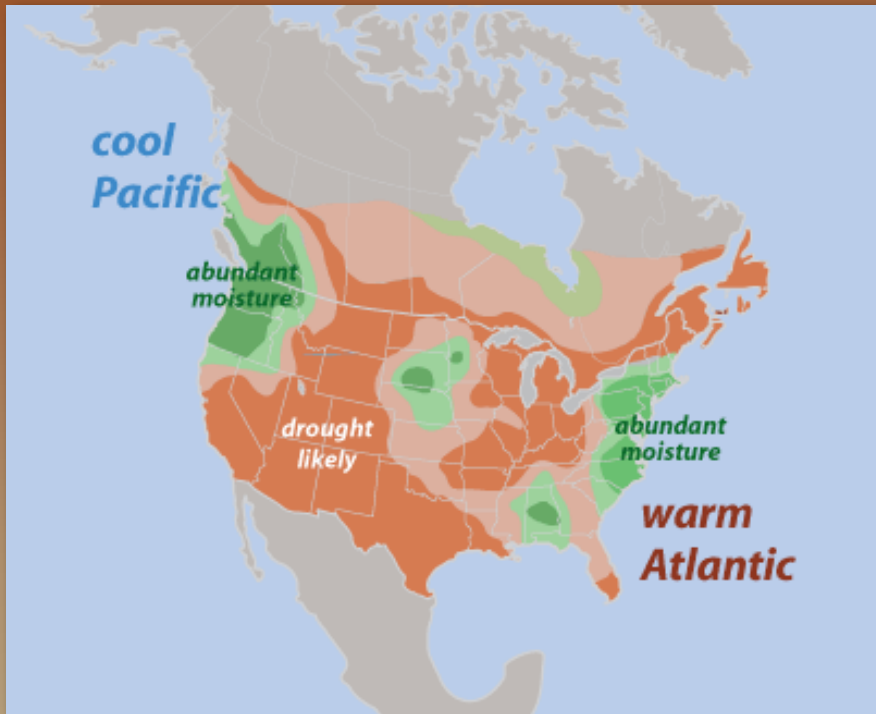 cool
Pacific
abundant
moisture
drought
likely
abundant
moisture
warm
Atlantic